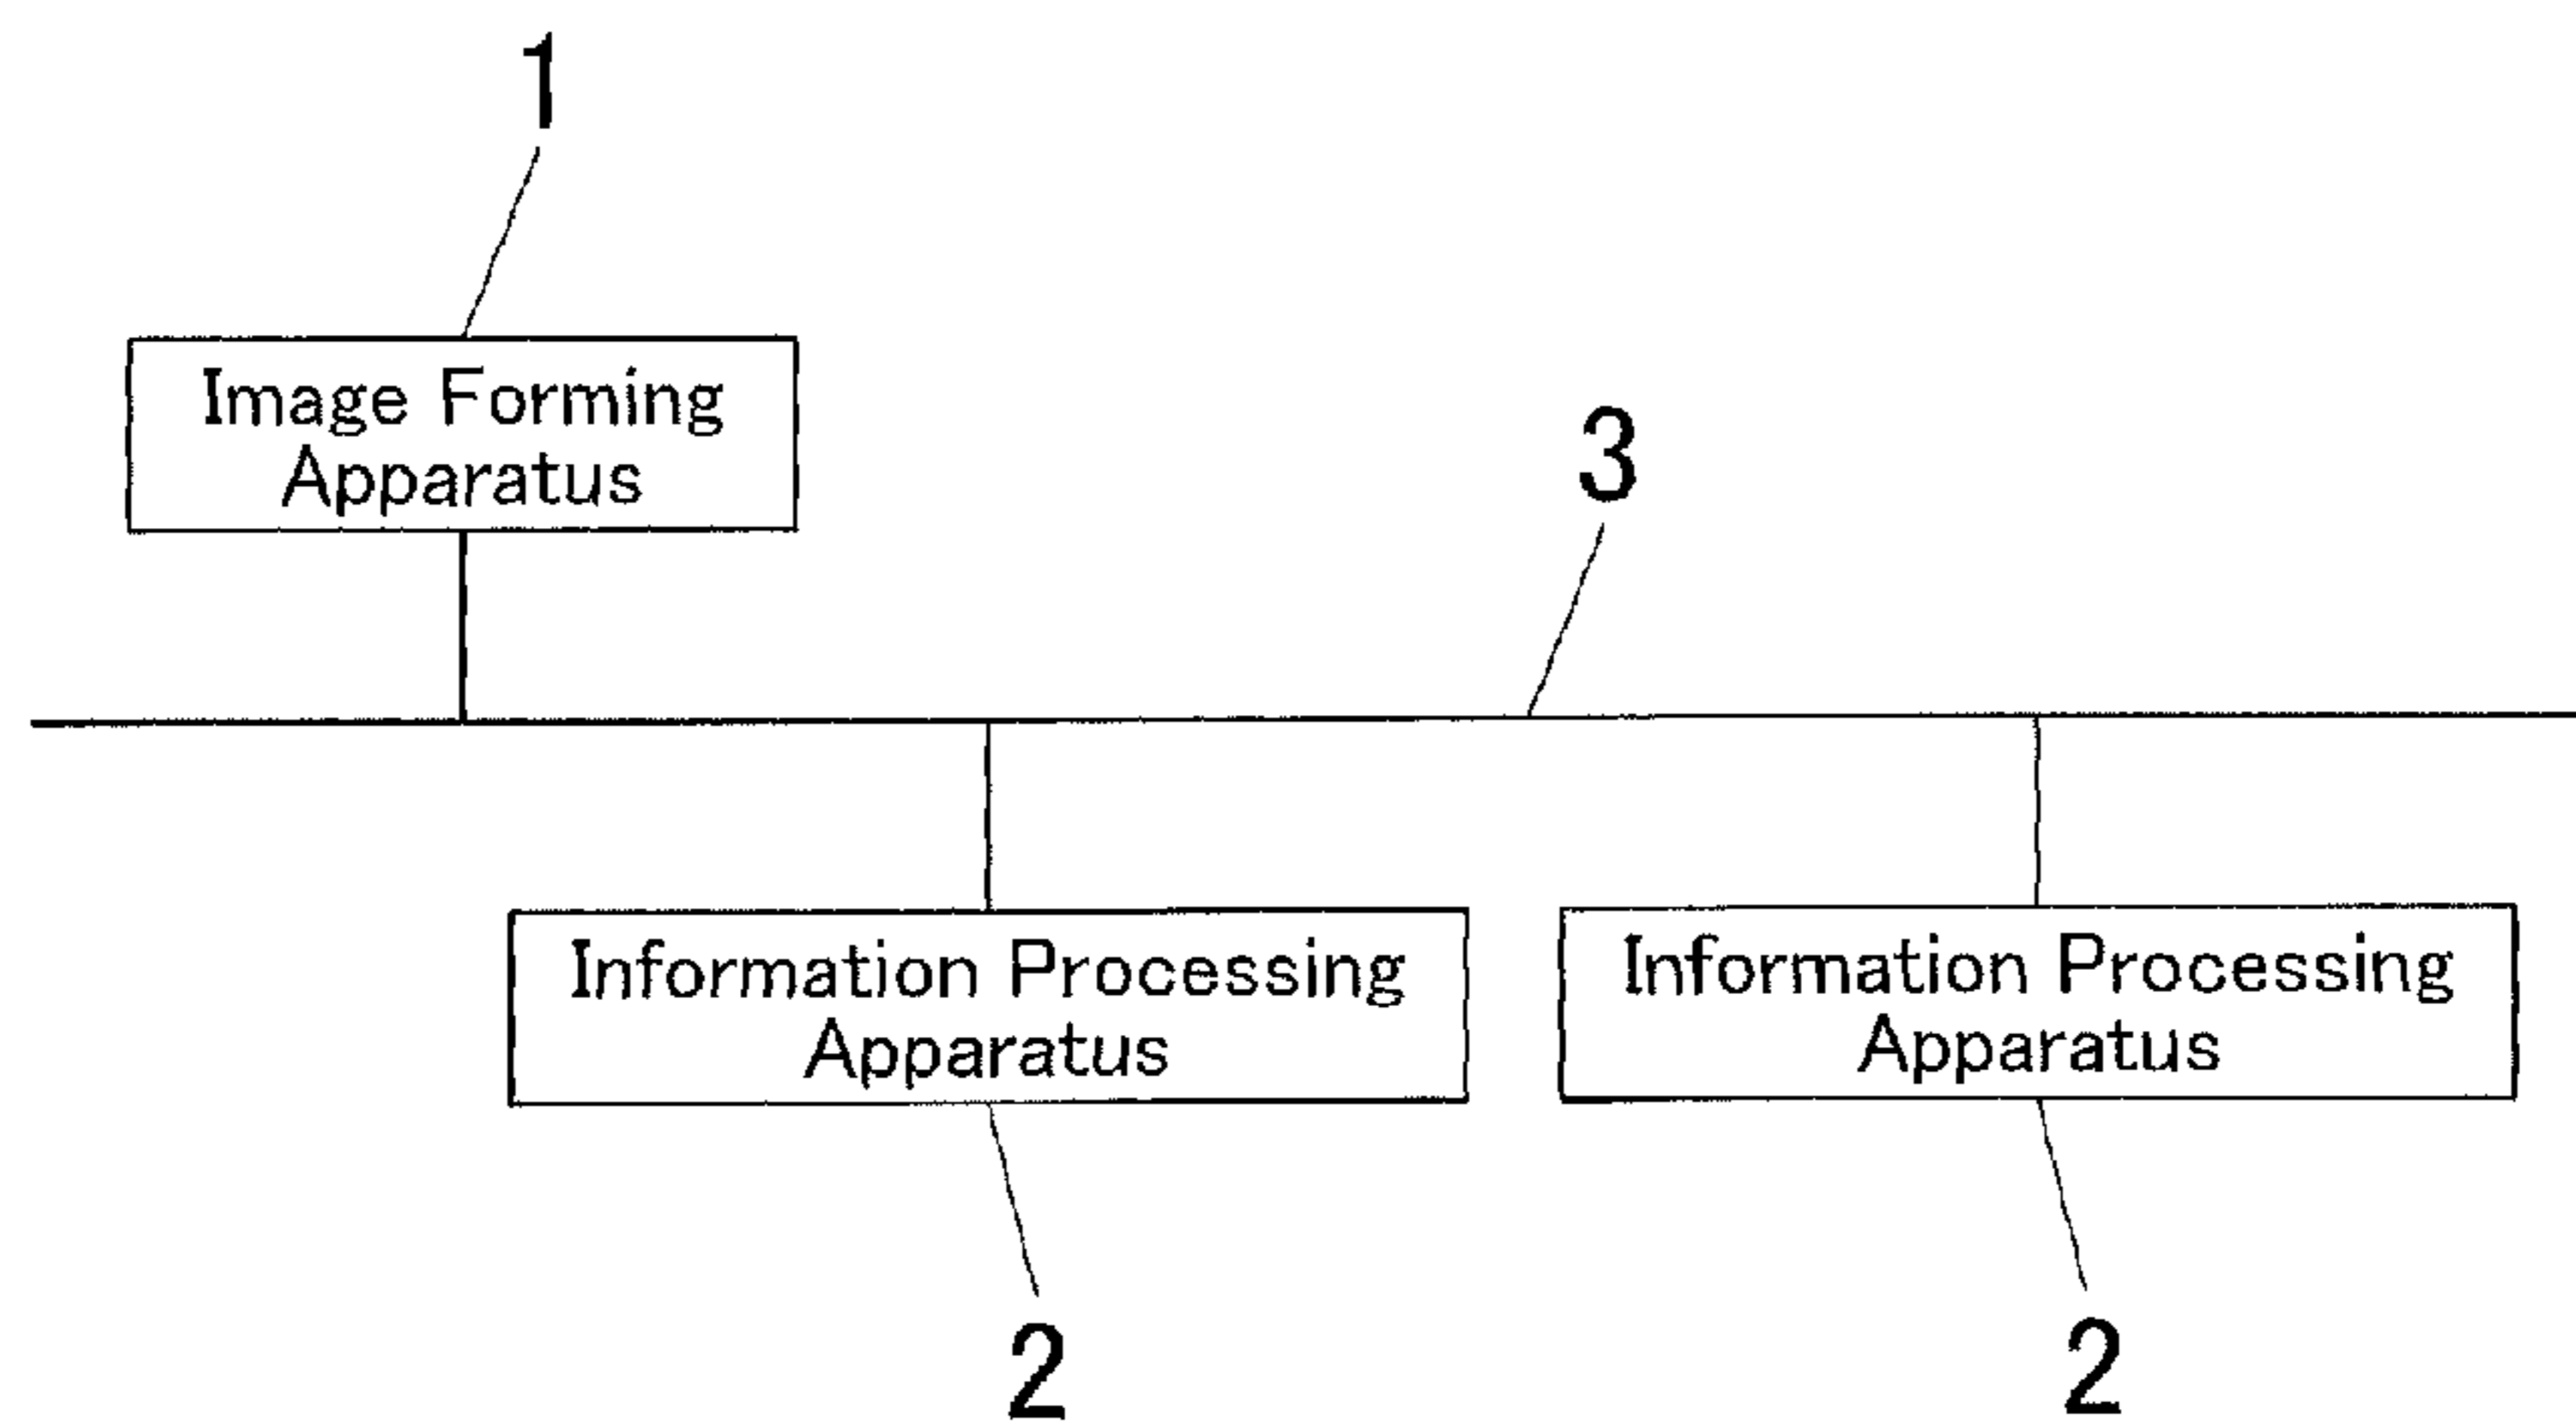 1
Image Forming
Apparatus
3
Information Processing
Apparatus
Information Processing
Apparatus
2
2